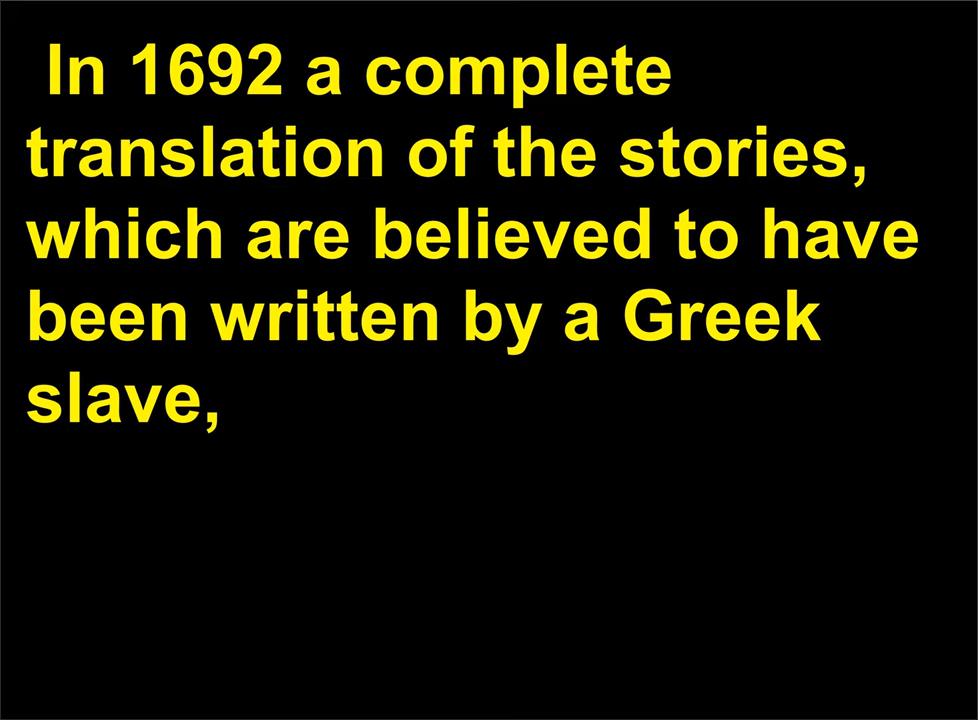 In 1692 a complete
translation of the stories,
which are believed to have
been written by a Greek
slave,